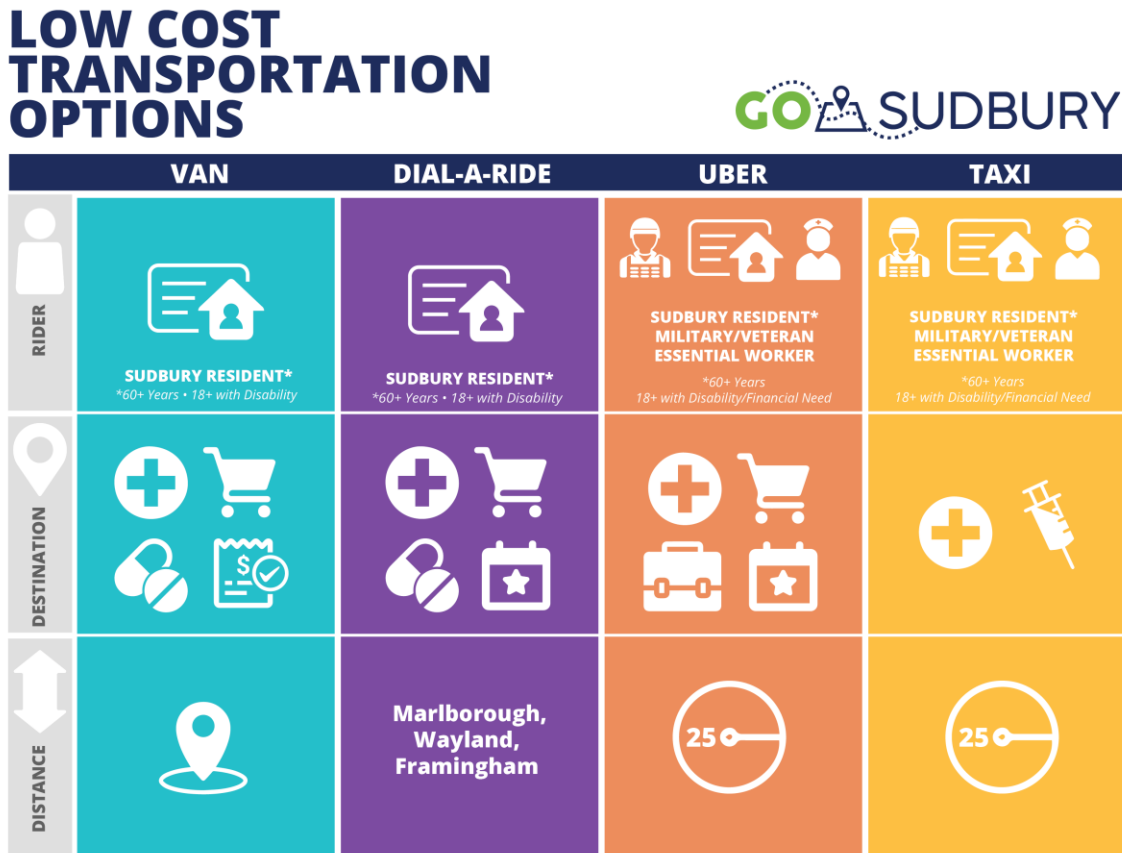 LOW COST
TRANSPORTATION
OPTIONS
GO SUDBURY
VAN
DIAL-A-RIDE
UBER
TAXI
RIDER
SUDBURY RESIDENT*
*60+ Years • 18+ with Disability
SUDBURY RESIDENT*
*60+ Years • 18+ with Disability
SUDBURY RESIDENT*
MILITARY/VETERAN
ESSENTIAL WORKER
*60+ Years
18+ with Disability/Financial Need
SUDBURY RESIDENT*
MILITARY/VETERAN
ESSENTIAL WORKER
*60+ Years
18+ with Disability/Financial Need
DESTINATION
$
DISTANCE
Marlborough,
Wayland,
Framingham
25
25